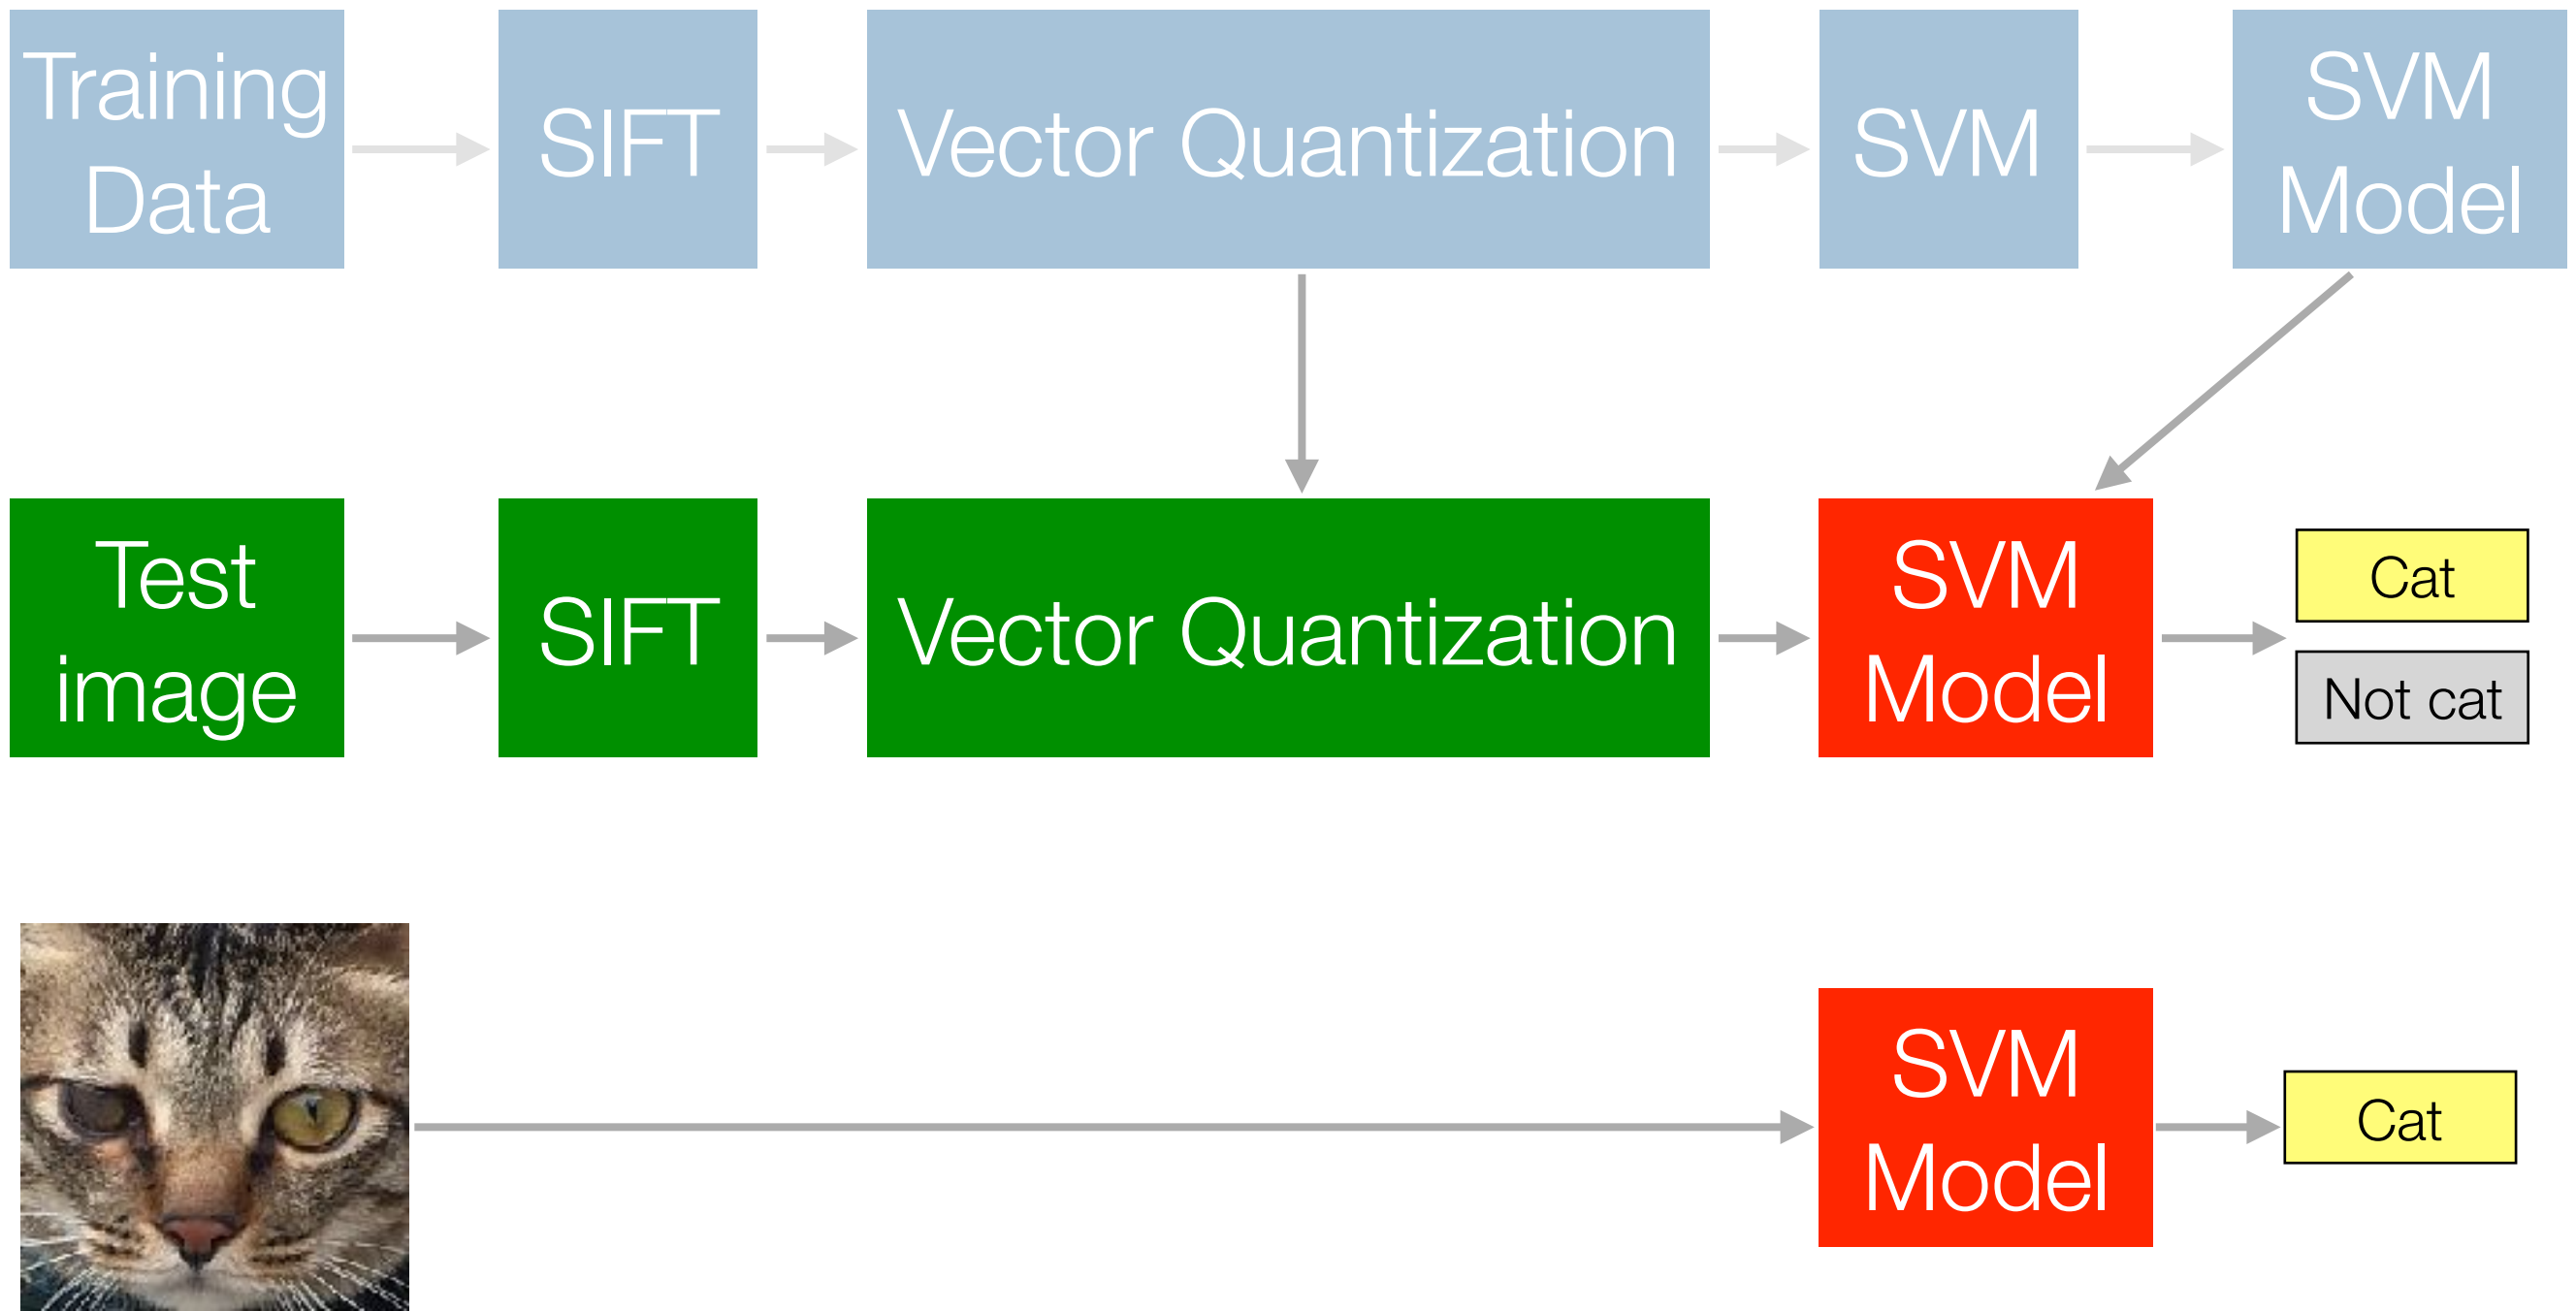 Training
Data
SIFT
Vector Quantization
SVM
SVM
Model
Test
image
SIFT
Vector Quantization
SVM
Model
Cat
Not cat
SVM
Model
Cat